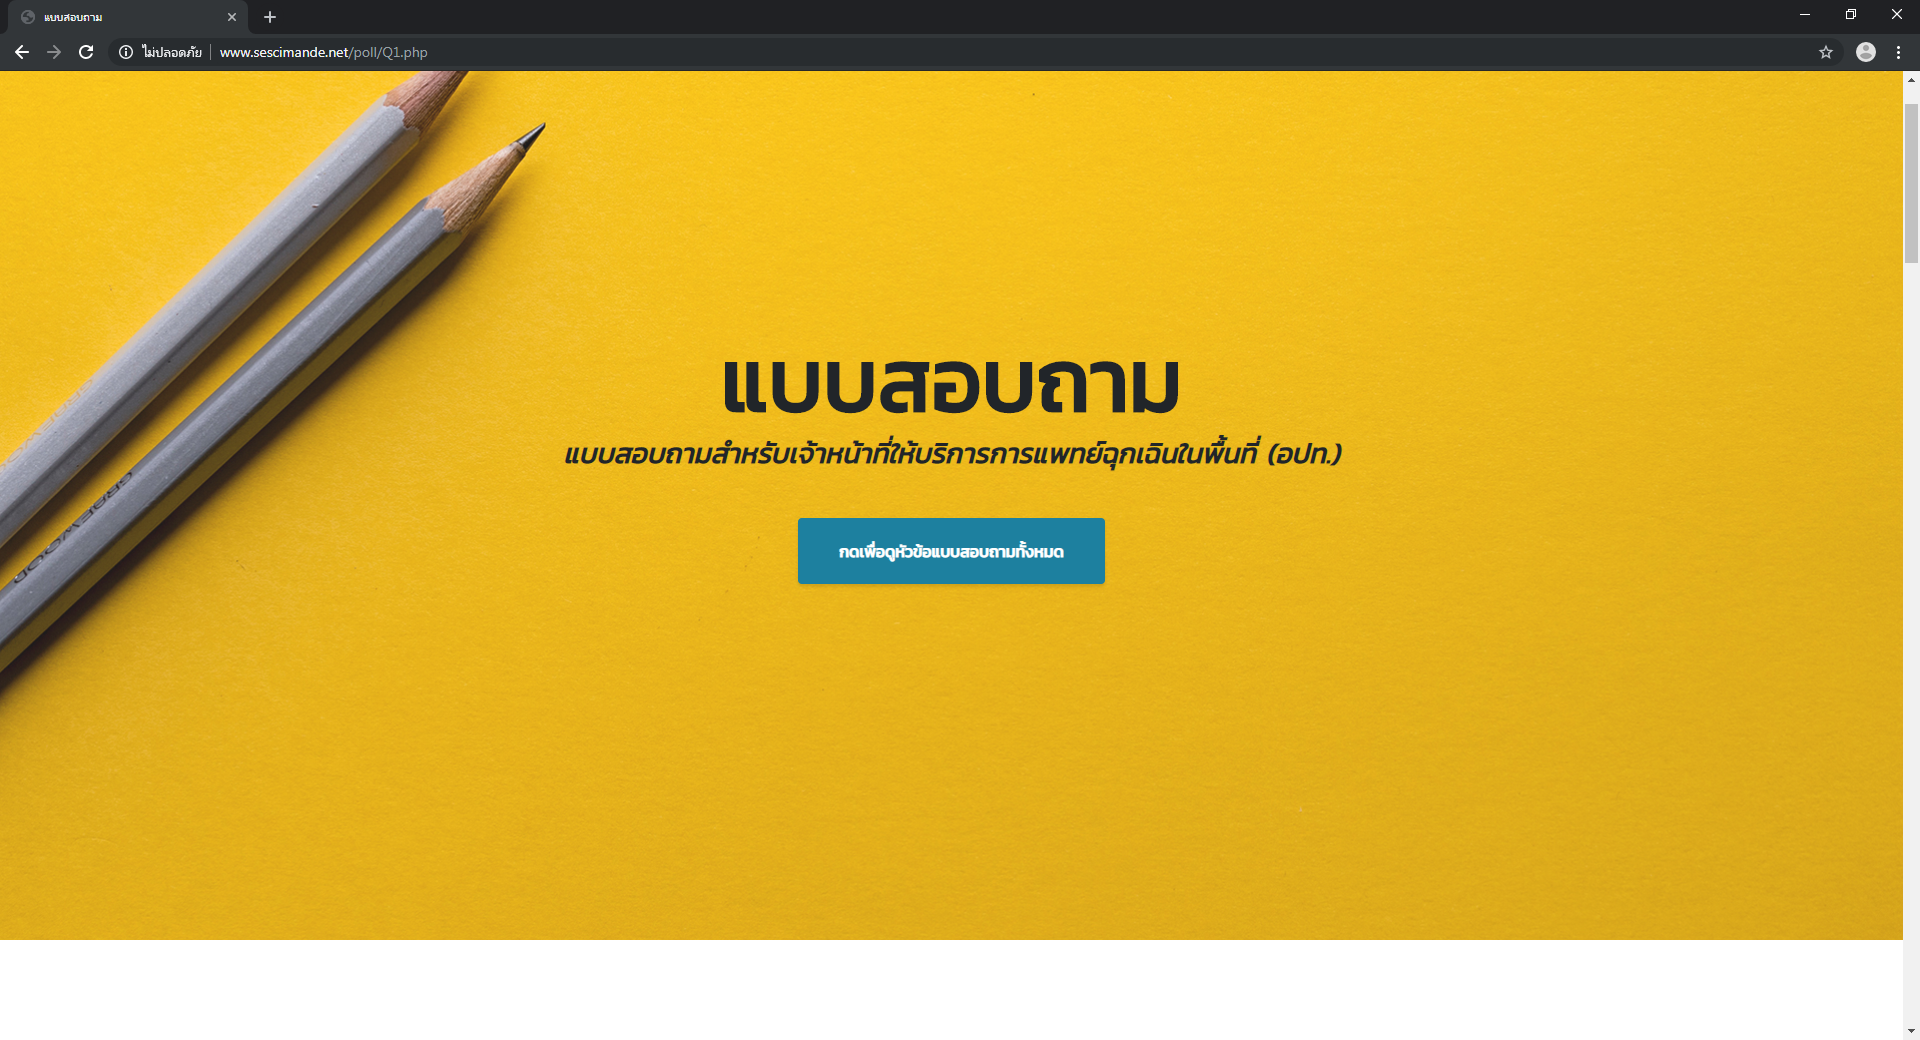 แบบสอบถาม
ไม่ปลอดภัย www.sescimande.net/poll/Q1.php
แบบสอบถาม
แบบสอบถามสำหรับเจ้าหน้าที่ให้บริการการแพทย์ฉุกเฉินในพื้นที่ (อปท.)
กดเพื่อดูหัวข้อแบบสอบถามทั้งหมด